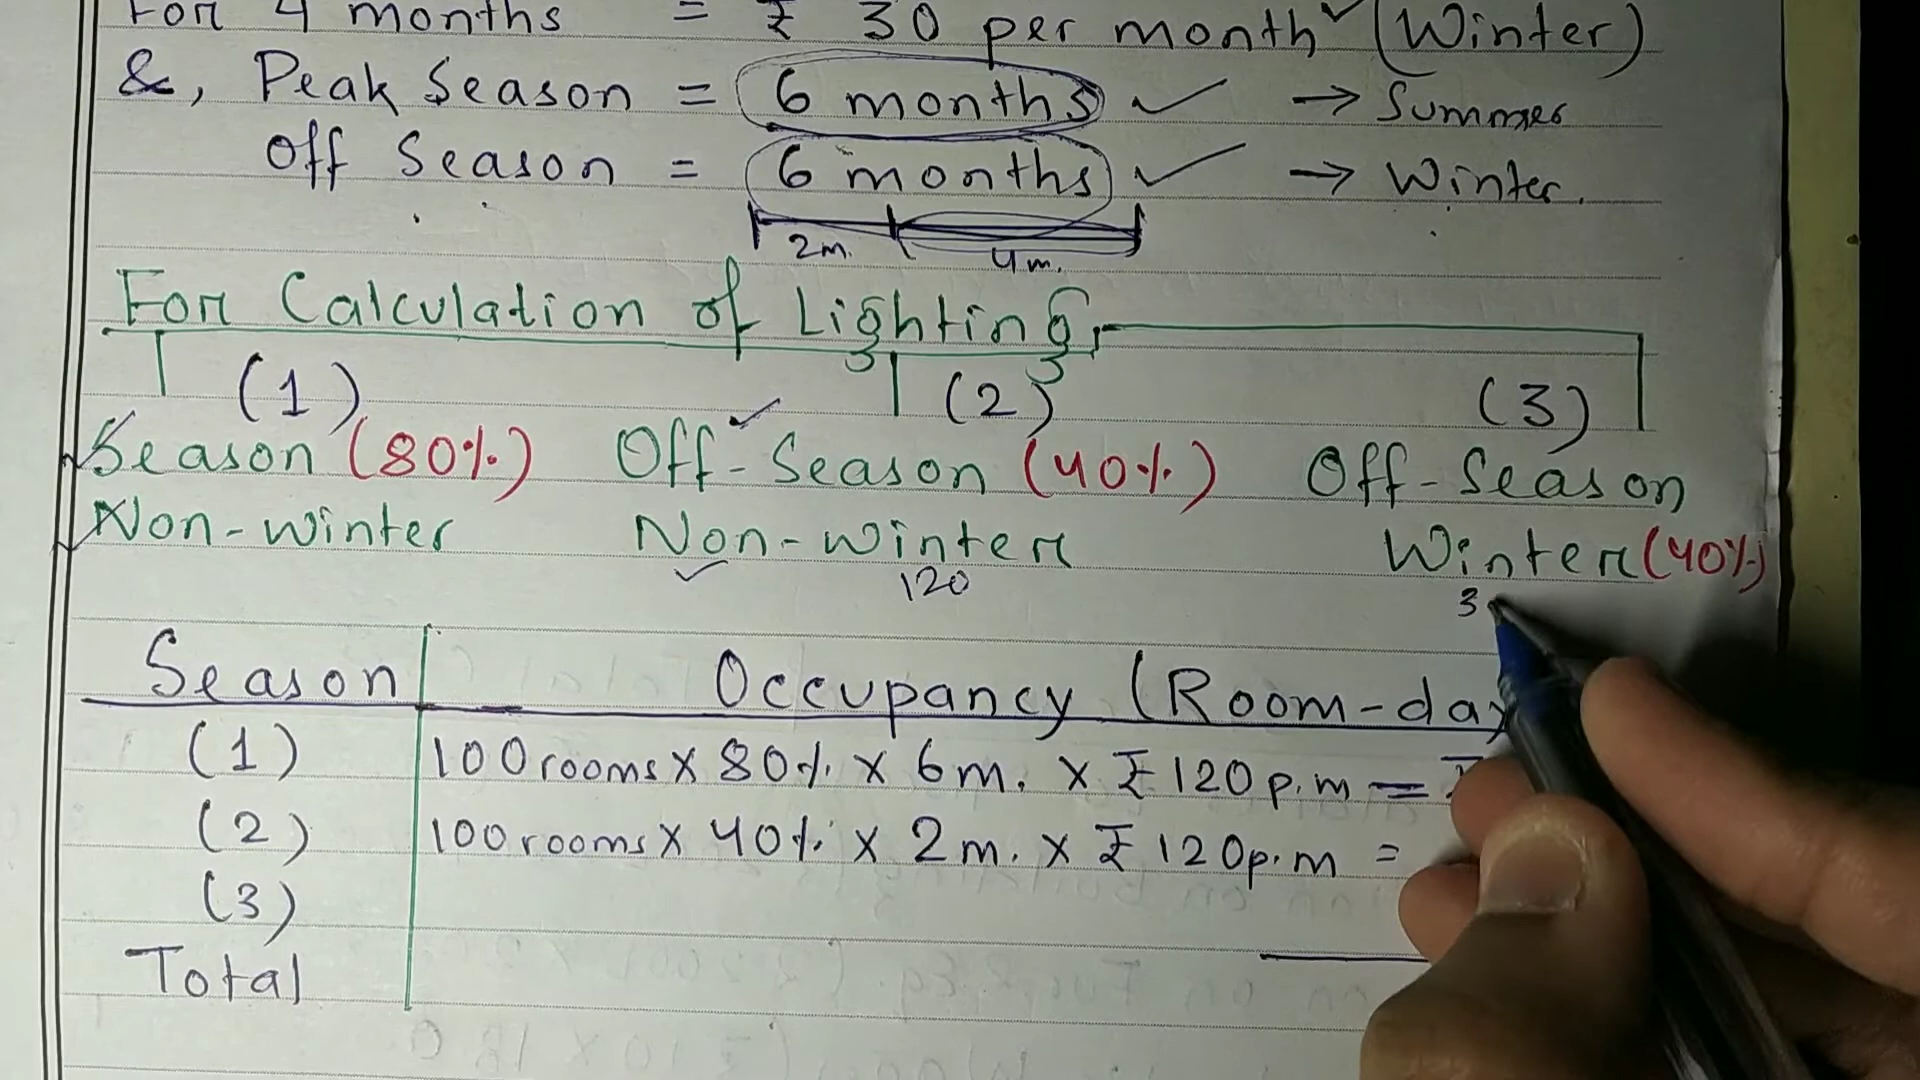 For 4 months = ₹ 30 per month (Winter)
&, Peak Season = 6 months ✓ → Summer
Off Season = 6 months ✓ → Winter.
2m. 4m.
For Calculation of Lighting
(1) (2) (3)
Season (80%) Off-Season (40%) Off-Season
Non-winter Non-winter Winter (40%)
120 3
Season Occupancy (Room-day
(1) 100 rooms x 80% x 6m. x ₹ 120 p.m =
(2) 100 rooms x 40% x 2m. x ₹ 120p.m =
(3)
Total